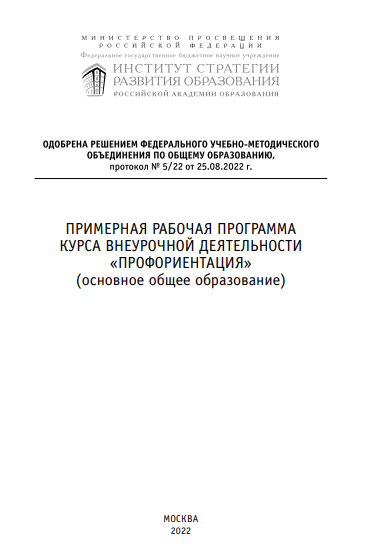 МИНИСТЕРСТВО ПРОСВЕЩЕНИЯ
РОССИЙСКОЙ ФЕДЕРАЦИИ
Федеральное государственное бюджетное научное учреждение
ИНСТИТУТ СТРАТЕГИИ
РАЗВИТИЯ ОБРАЗОВАНИЯ
РОССИЙСКОЙ АКАДЕМИИ ОБРАЗОВАНИЯ
ОДОБРЕНА РЕШЕНИЕМ ФЕДЕРАЛЬНОГО УЧЕБНО-МЕТОДИЧЕСКОГО
ОБЪЕДИНЕНИЯ ПО ОБЩЕМУ ОБРАЗОВАНИЮ,
протокол № 5/22 от 25.08.2022 г.
ПРИМЕРНАЯ РАБОЧАЯ ПРОГРАММА
КУРСА ВНЕУРОЧНОЙ ДЕЯТЕЛЬНОСТИ
«ПРОФОРИЕНТАЦИЯ»
(основное общее образование)
МОСКВА
2022